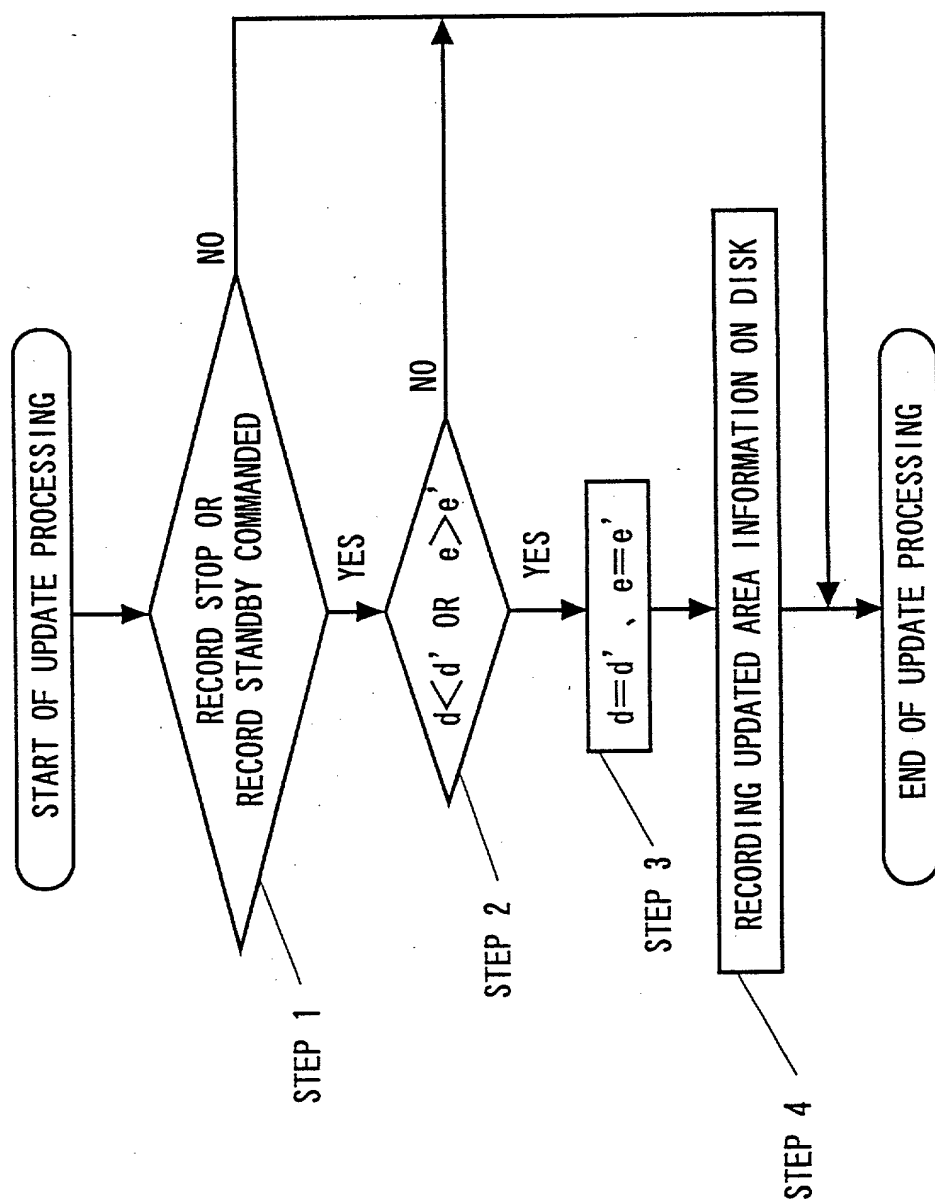 START OF UPDATE PROCESSING
RECORD STOP OR
RECORD STANDBY COMMANDED
NO
STEP 1
YES
d<d' OR e>e'
NO
STEP 2
YES
d=d'、e=e'
STEP 3
RECORDING UPDATED AREA INFORMATION ON DISK
STEP 4
END OF UPDATE PROCESSING